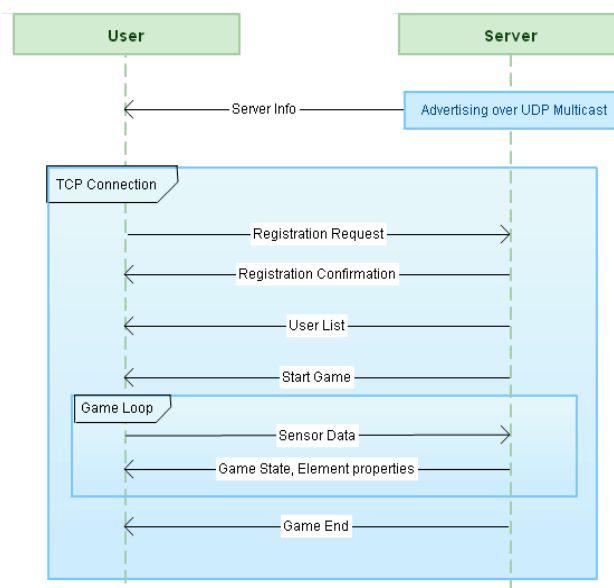 User
Server
Server Info
Advertising over UDP Multicast
TCP Connection
Registration Request
Registration Confirmation
User List
Start Game
Game Loop
Sensor Data
Game State, Element properties
Game End